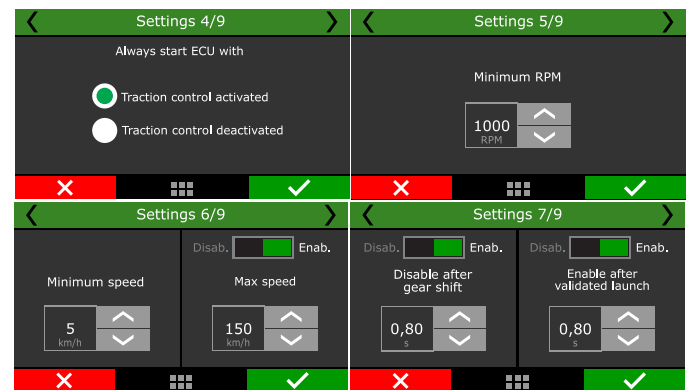 Settings 4/9
Always start ECU with
Traction control activated
Traction control deactivated
Settings 5/9
Minimum RPM
1000
RPM
Settings 6/9
Disab. Enab.
Minimum speed
Max speed
5
km/h
150
km/h
Settings 7/9
Disab. Enab.
Disable after
gear shift
0,80
s
Disab. Enab.
Enable after
validated launch
0,80
s